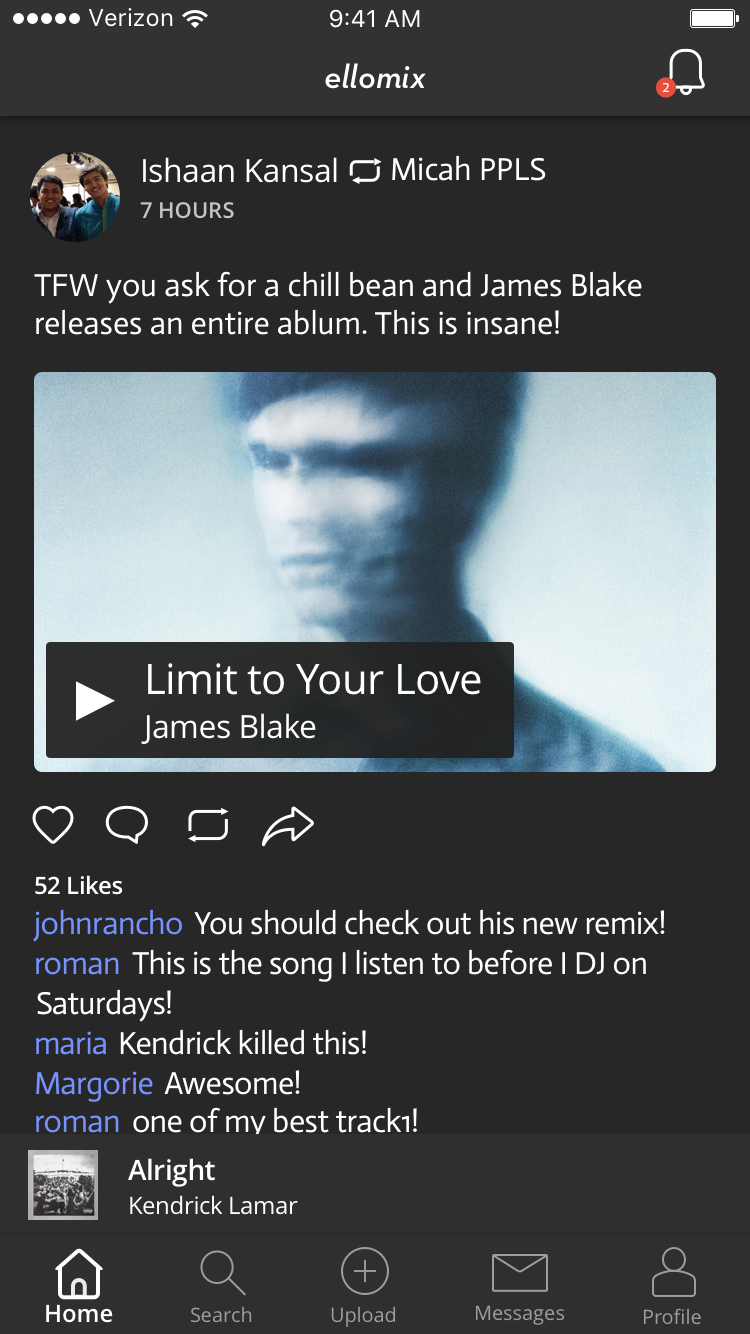 Verizon 9:41 AM
ellomix
2
Ishaan Kansal Micah PPLS
7 HOURS
TFW you ask for a chill bean and James Blake
releases an entire ablum. This is insane!
Limit to Your Love
James Blake
52 Likes
johnrancho You should check out his new remix!
roman This is the song I listen to before I DJ on
Saturdays!
maria Kendrick killed this!
Margorie Awesome!
roman one of my best track1!
Alright
Kendrick Lamar
Home Search Upload Messages Profile